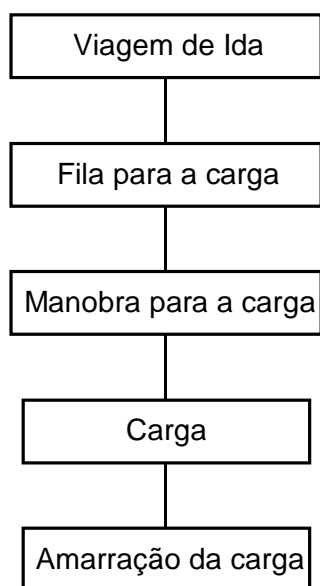 Viagem de Ida
Fila para a carga
Manobra para a carga
Carga
Amarração da carga